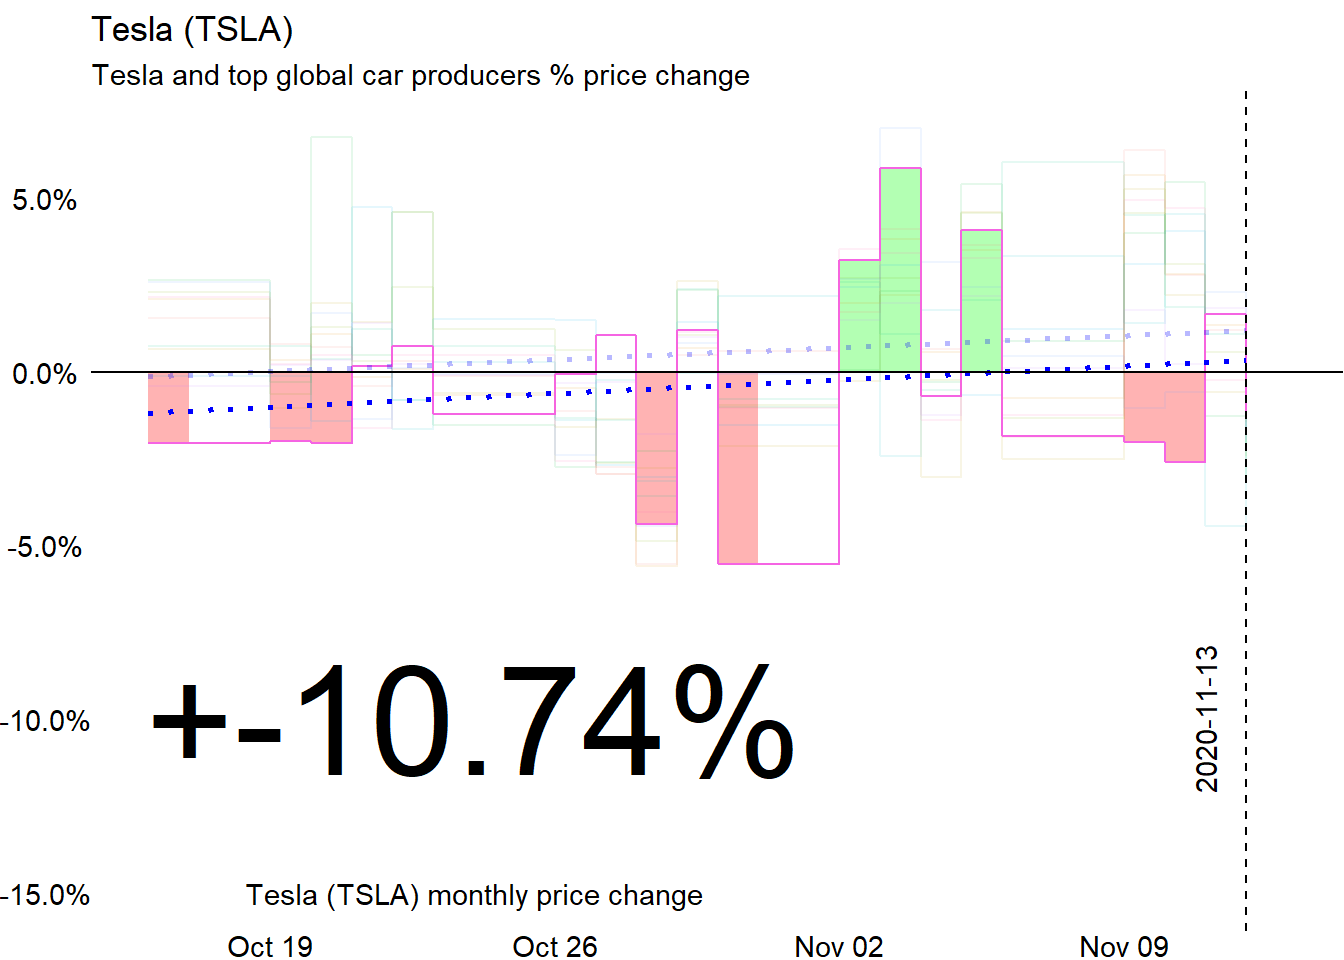 Tesla (TSLA)
Tesla and top global car producers % price change
5.0%
0.0%
-5.0%
-10.0%
-15.0%
+-10.74%
2020-11-13
Tesla (TSLA) monthly price change
Oct 19
Oct 26
Nov 02
Nov 09